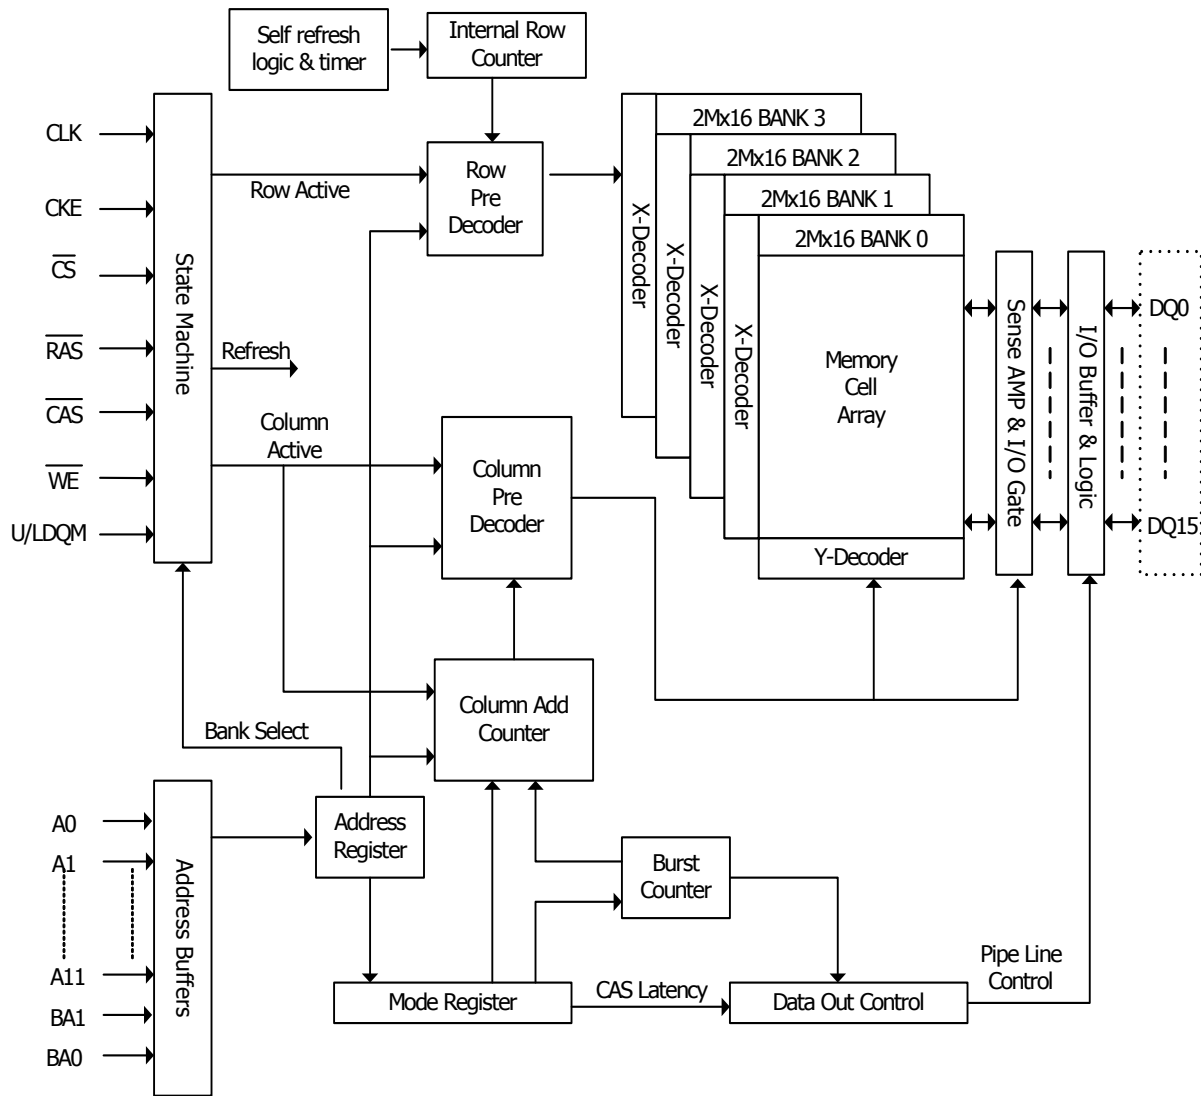 Self refresh
logic & timer
Internal Row
Counter
CLK
CKE
CS
RAS
CAS
WE
U/LDQM
State Machine
Row Active
Refresh
Column
Active
Bank Select
Row
Pre
Decoder
Column
Pre
Decoder
Column Add
Counter
X-Decoder
X-Decoder
X-Decoder
X-Decoder
2Mx16 BANK 3
2Mx16 BANK 2
2Mx16 BANK 1
2Mx16 BANK 0
Memory
Cell
Array
Y-Decoder
Sense AMP & I/O Gate
I/O Buffer & Logic
DQ0
DQ15
A0
A1
A11
BA1
BA0
Address Buffers
Address
Register
Burst
Counter
Mode Register
CAS Latency
Data Out Control
Pipe Line
Control